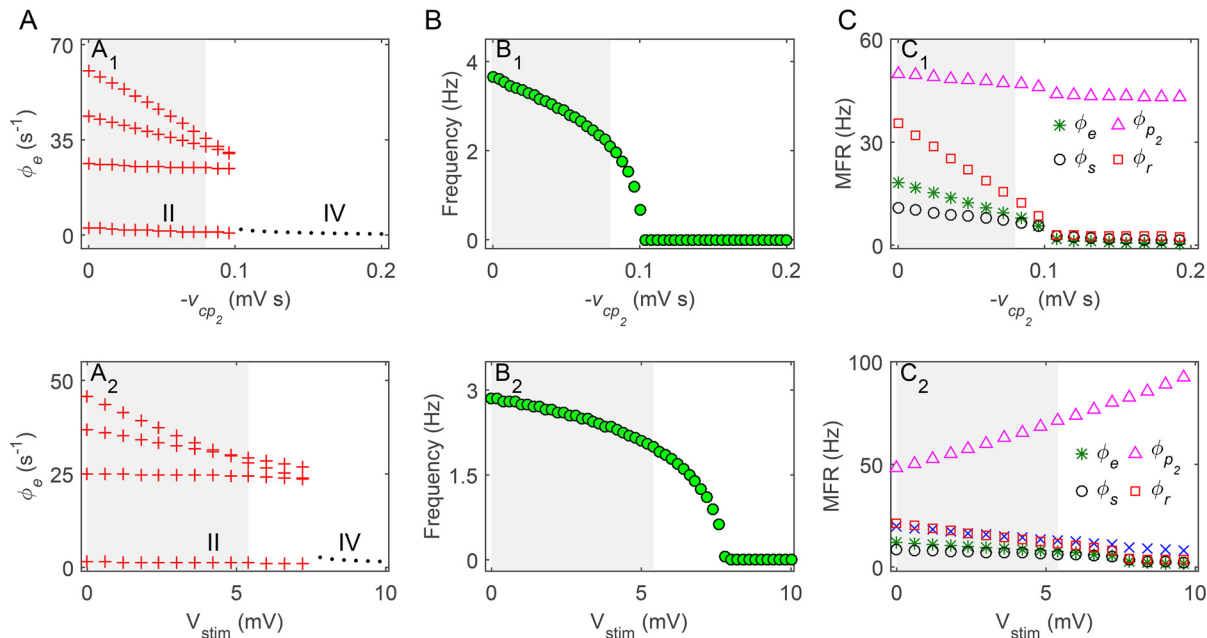 A
B
C
A1
B1
C1
70
35
0
ϕe (s-1)
II
IV
0
0.1
0.2
-vcp2 (mV s)
4
2
0
Frequency (Hz)
0
0.1
0.2
-vcp2 (mV s)
60
30
0
MFR (Hz)
ϕe
ϕp2
ϕs
ϕr
0
0.1
0.2
-vcp2 (mV s)
A2
B2
C2
50
25
0
ϕe (s-1)
II
IV
0
5
10
Vstim (mV)
3
1.5
0
Frequency (Hz)
0
5
10
Vstim (mV)
100
50
0
MFR (Hz)
ϕe
ϕp2
ϕs
ϕr
0
5
10
Vstim (mV)